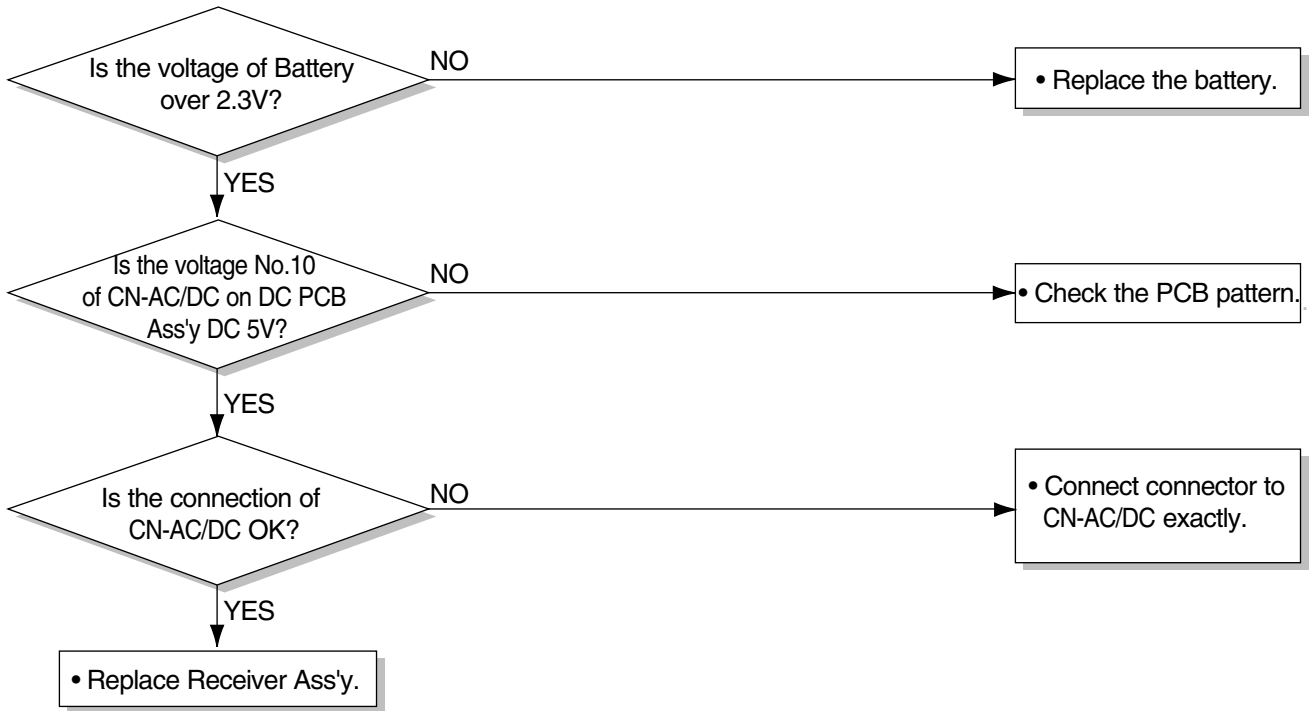 Is the voltage of Battery
over 2.3V?
NO
• Replace the battery.
YES
Is the voltage No.10
of CN-AC/DC on DC PCB
Ass'y DC 5V?
NO
• Check the PCB pattern.
YES
Is the connection of
CN-AC/DC OK?
NO
• Connect connector to
CN-AC/DC exactly.
YES
• Replace Receiver Ass'y.